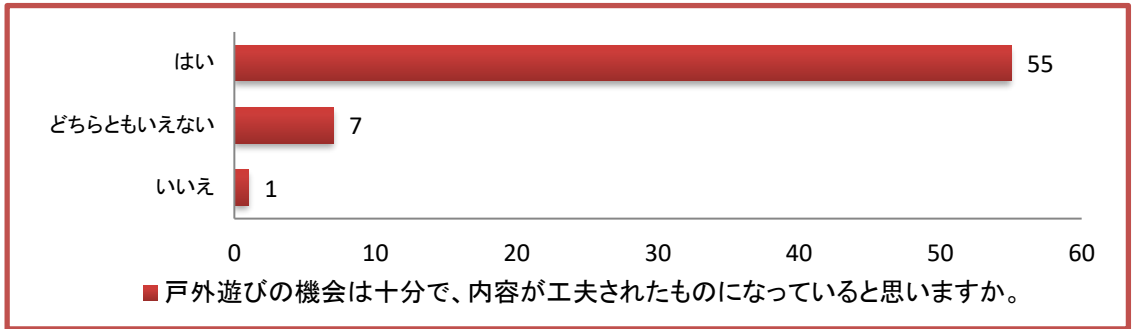 はい 55
どちらともいえない 7
いいえ 1
0 10 20 30 40 50 60
戸外遊びの機会は十分で、内容が工夫されたものになっていると思いますか。